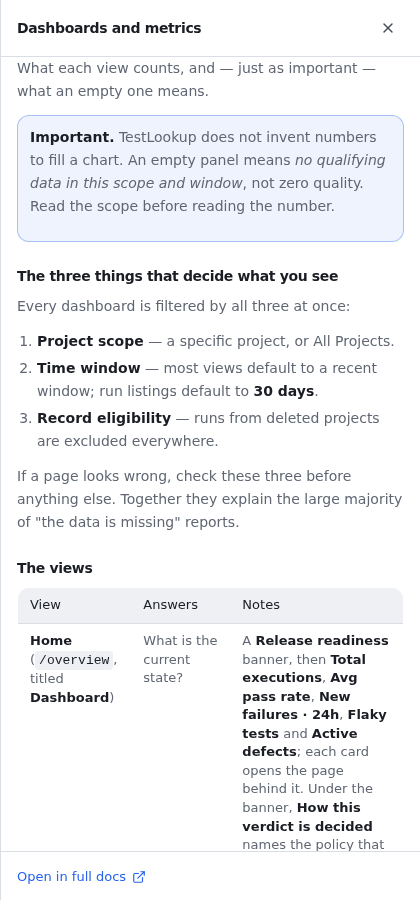 Dashboards and metrics
What each view counts, and — just as important —
what an empty one means.
Important. TestLookup does not invent numbers
to fill a chart. An empty panel means no qualifying
data in this scope and window, not zero quality.
Read the scope before reading the number.
The three things that decide what you see
Every dashboard is filtered by all three at once:
1. Project scope — a specific project, or All Projects.
2. Time window — most views default to a recent
window; run listings default to 30 days.
3. Record eligibility — runs from deleted projects
are excluded everywhere.
If a page looks wrong, check these three before
anything else. Together they explain the large majority
of "the data is missing" reports.
The views
View Answers Notes
Home
(/overview,
titled
Dashboard)
What is the
current
state?
A Release readiness
banner, then Total
executions, Avg
pass rate, New
failures · 24h, Flaky
tests and Active
defects; each card
opens the page
behind it. Under the
banner, How this
verdict is decided
names the policy that
Open in full docs